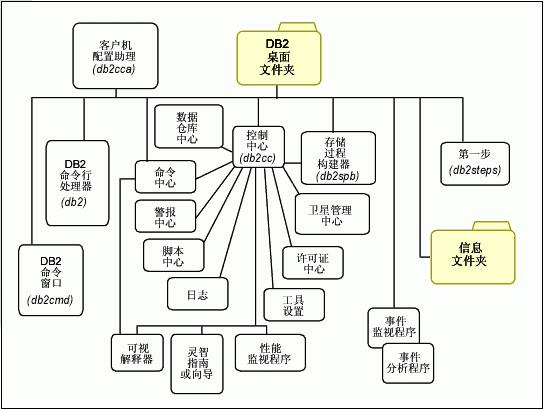 客户机
配置助理
(db2cca)
DB2
桌面
文件夹
数据
仓库
中心
控制
中心
(db2cc)
存储
过程
构建器
(db2spb)
第一步
(db2steps)
DB2
命令行
处理器
(db2)
命令
中心
警报
中心
卫星管理
中心
脚本
中心
许可证
中心
信息
文件夹
DB2
命令
窗口
(db2cmd)
日志
工具
设置
事件
监视程序
可视
解释器
灵智
指南
或向导
性能
监视程序
事件
分析程序